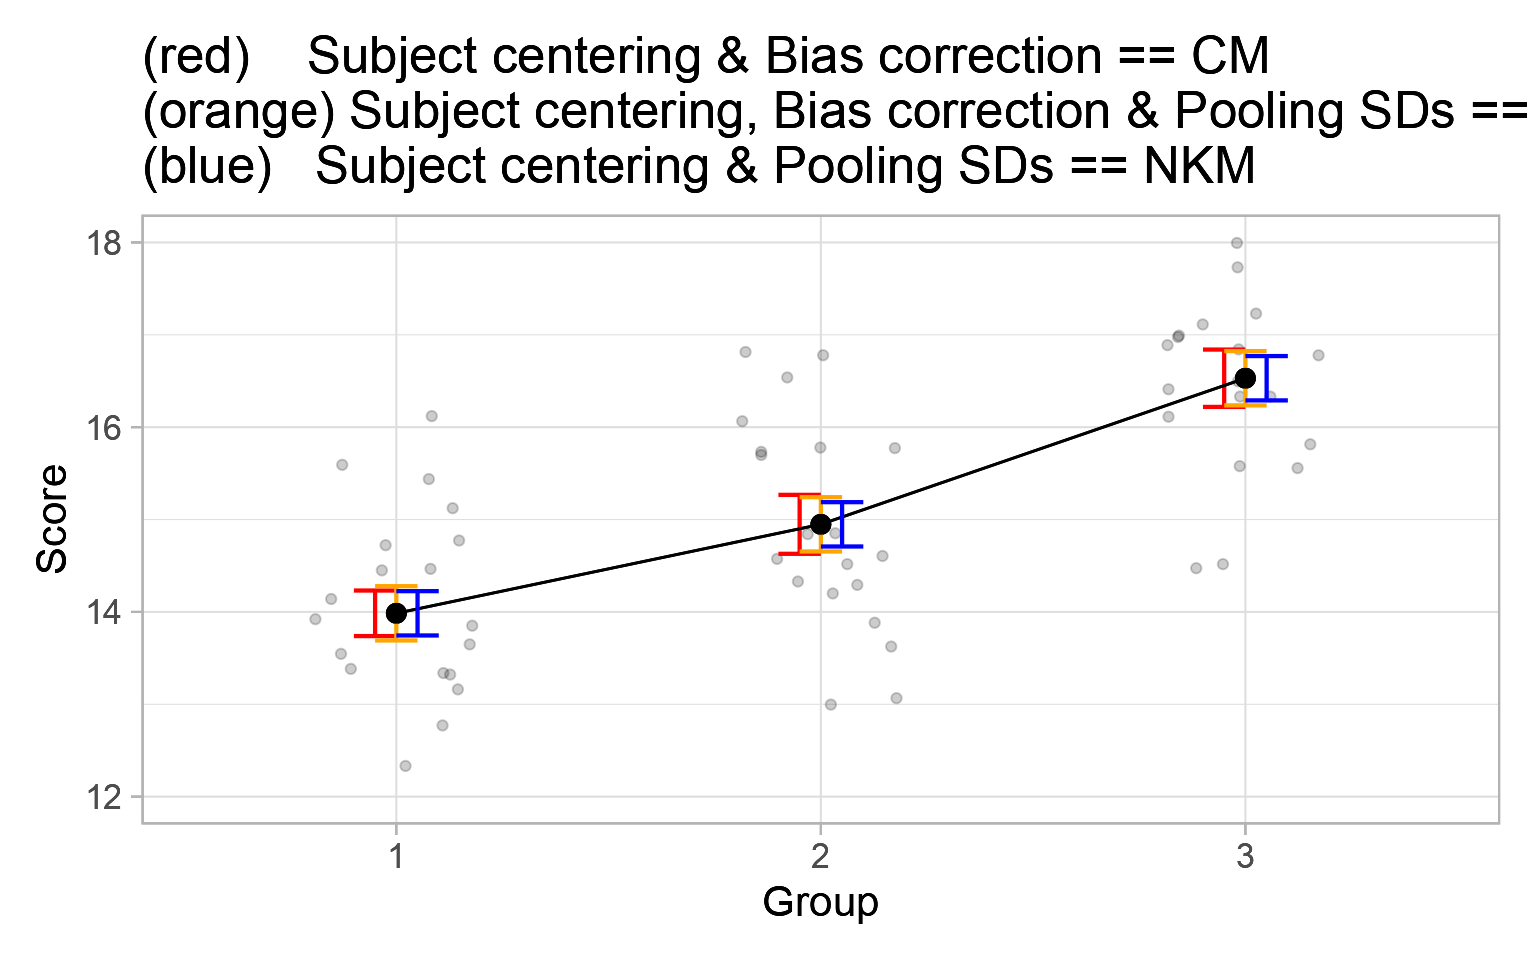 (red)    Subject centering & Bias correction == CM
(orange) Subject centering, Bias correction & Pooling SDs ==
(blue)   Subject centering & Pooling SDs == NKM
18
16
14
12
Score
1 2 3
Group